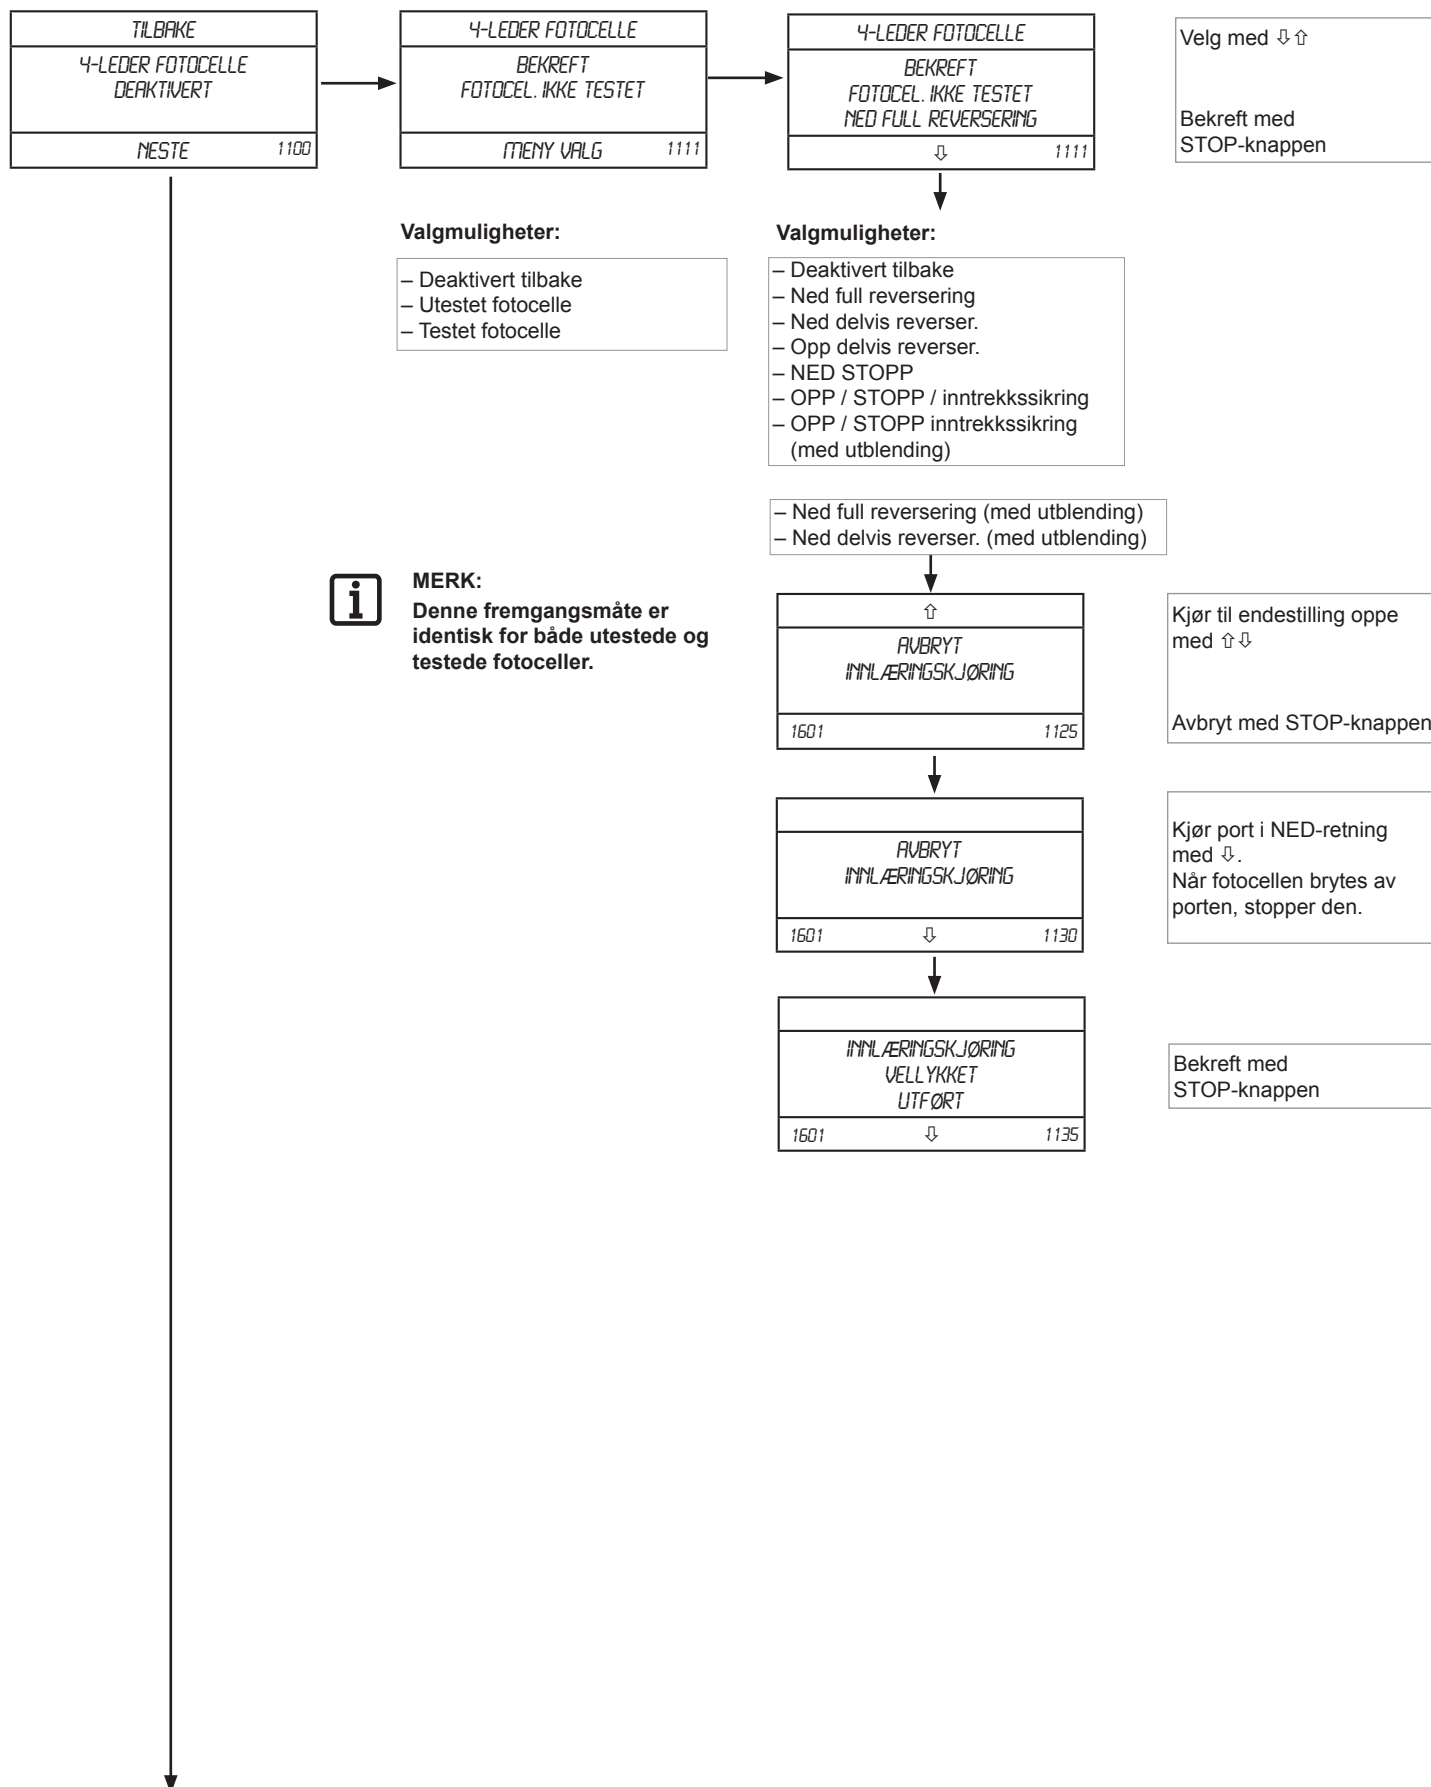 TILBAKE
4-LEDER FOTOCELLE
DEAKTIVERT
NESTE 1100
4-LEDER FOTOCELLE
BEKREFT
FOTOCEL. IKKE TESTET
MENY VALG 1111
4-LEDER FOTOCELLE
BEKREFT
FOTOCEL. IKKE TESTET
NED FULL REVERSERING
⇩ 1111
Velg med ⇩⇧
Bekreft med
STOP-knappen
Valgmuligheter:
– Deaktivert tilbake
– Utestet fotocelle
– Testet fotocelle
Valgmuligheter:
– Deaktivert tilbake
– Ned full reversering
– Ned delvis reverser.
– Opp delvis reverser.
– NED STOPP
– OPP / STOPP / inntrekkssikring
– OPP / STOPP inntrekkssikring
(med utblending)
– Ned full reversering (med utblending)
– Ned delvis reverser. (med utblending)
MERK:
Denne fremgangsmåte er
identisk for både utestede og
testede fotoceller.
⇧
AVBRYT
INNLÆRINGSKJØRING
1601 1125
Kjør til endestilling oppe
med ⇧⇩
Avbryt med STOP-knappen
AVBRYT
INNLÆRINGSKJØRING
1601 ⇩ 1130
Kjør port i NED-retning
med ⇩.
Når fotocellen brytes av
porten, stopper den.
INNLÆRINGSKJØRING
VELLYKKET
UTFØRT
1601 ⇩ 1135
Bekreft med
STOP-knappen